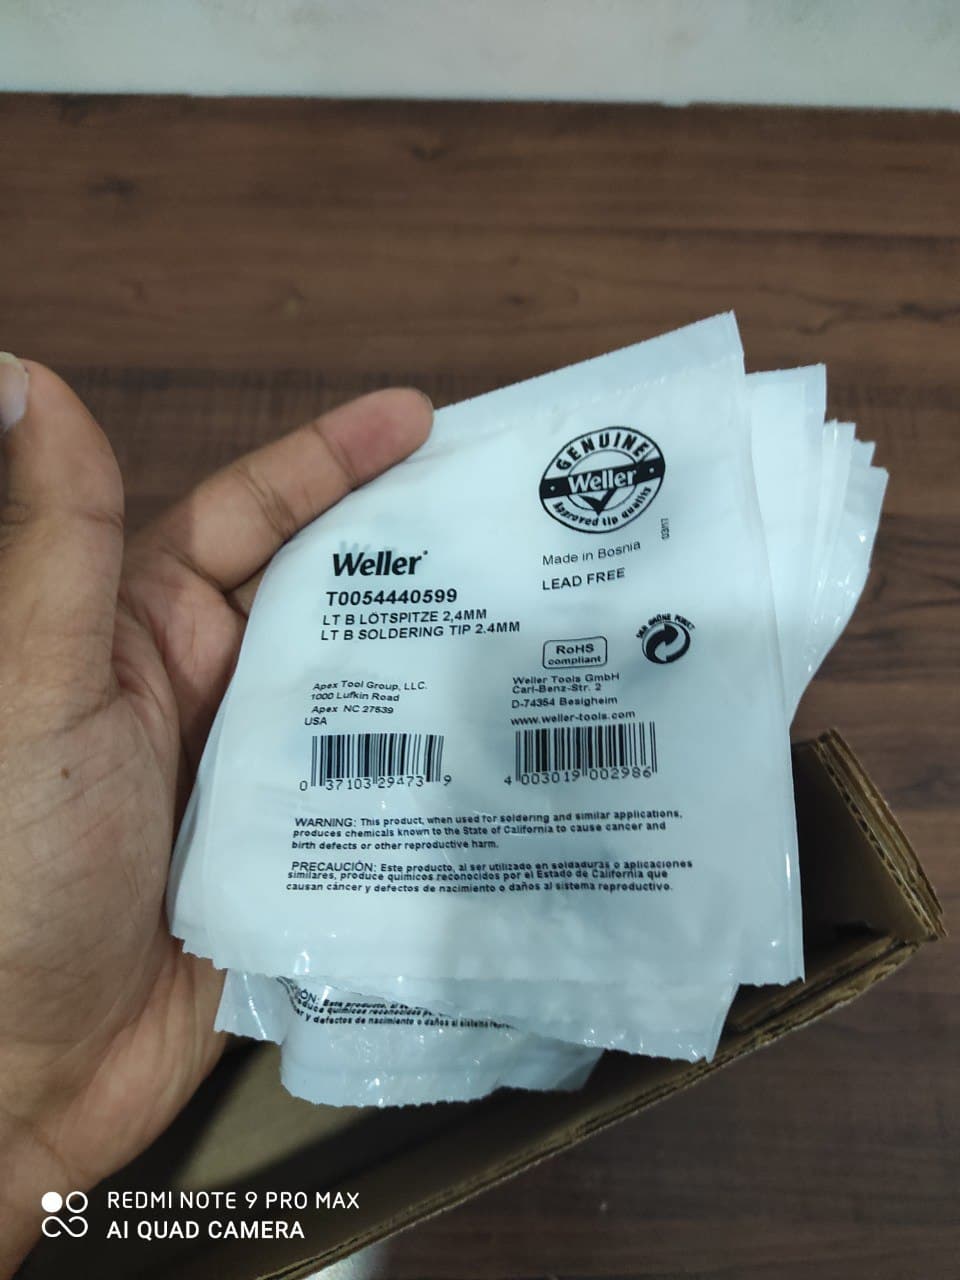 GENUINE
Weller
Approved tip quality
Made in Bosnia
LEAD FREE
Weller
T0054440599
LT B LÖTSPITZE 2,4MM
LT B SOLDERING TIP 2.4MM
RoHS
compliant
DER GRÜNE PUNKT
Apex Tool Group, LLC.
1000 Lufkin Road
Apex NC 27539
USA
Weller Tools GmbH
Carl-Benz-Str. 2
D-74354 Besigheim
www.weller-tools.com
0 37103 29473 9
4 003019 002986
WARNING: This product, when used for soldering and similar applications,
produces chemicals known to the State of California to cause cancer and
birth defects or other reproductive harm.
PRECAUCIÓN: Este producto, al ser utilizado en soldaduras o aplicaciones
similares, produce químicos reconocidos por el Estado de California que
causan cáncer y defectos de nacimiento o daños al sistema reproductivo.
REDMI NOTE 9 PRO MAX
AI QUAD CAMERA